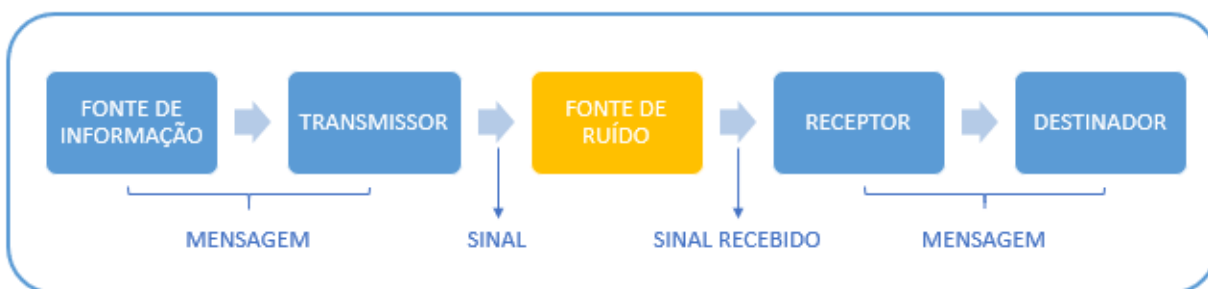 FONTE DE
INFORMAÇÃO
TRANSMISSOR
FONTE DE
RUÍDO
RECEPTOR
DESTINADOR
MENSAGEM
SINAL
SINAL RECEBIDO
MENSAGEM